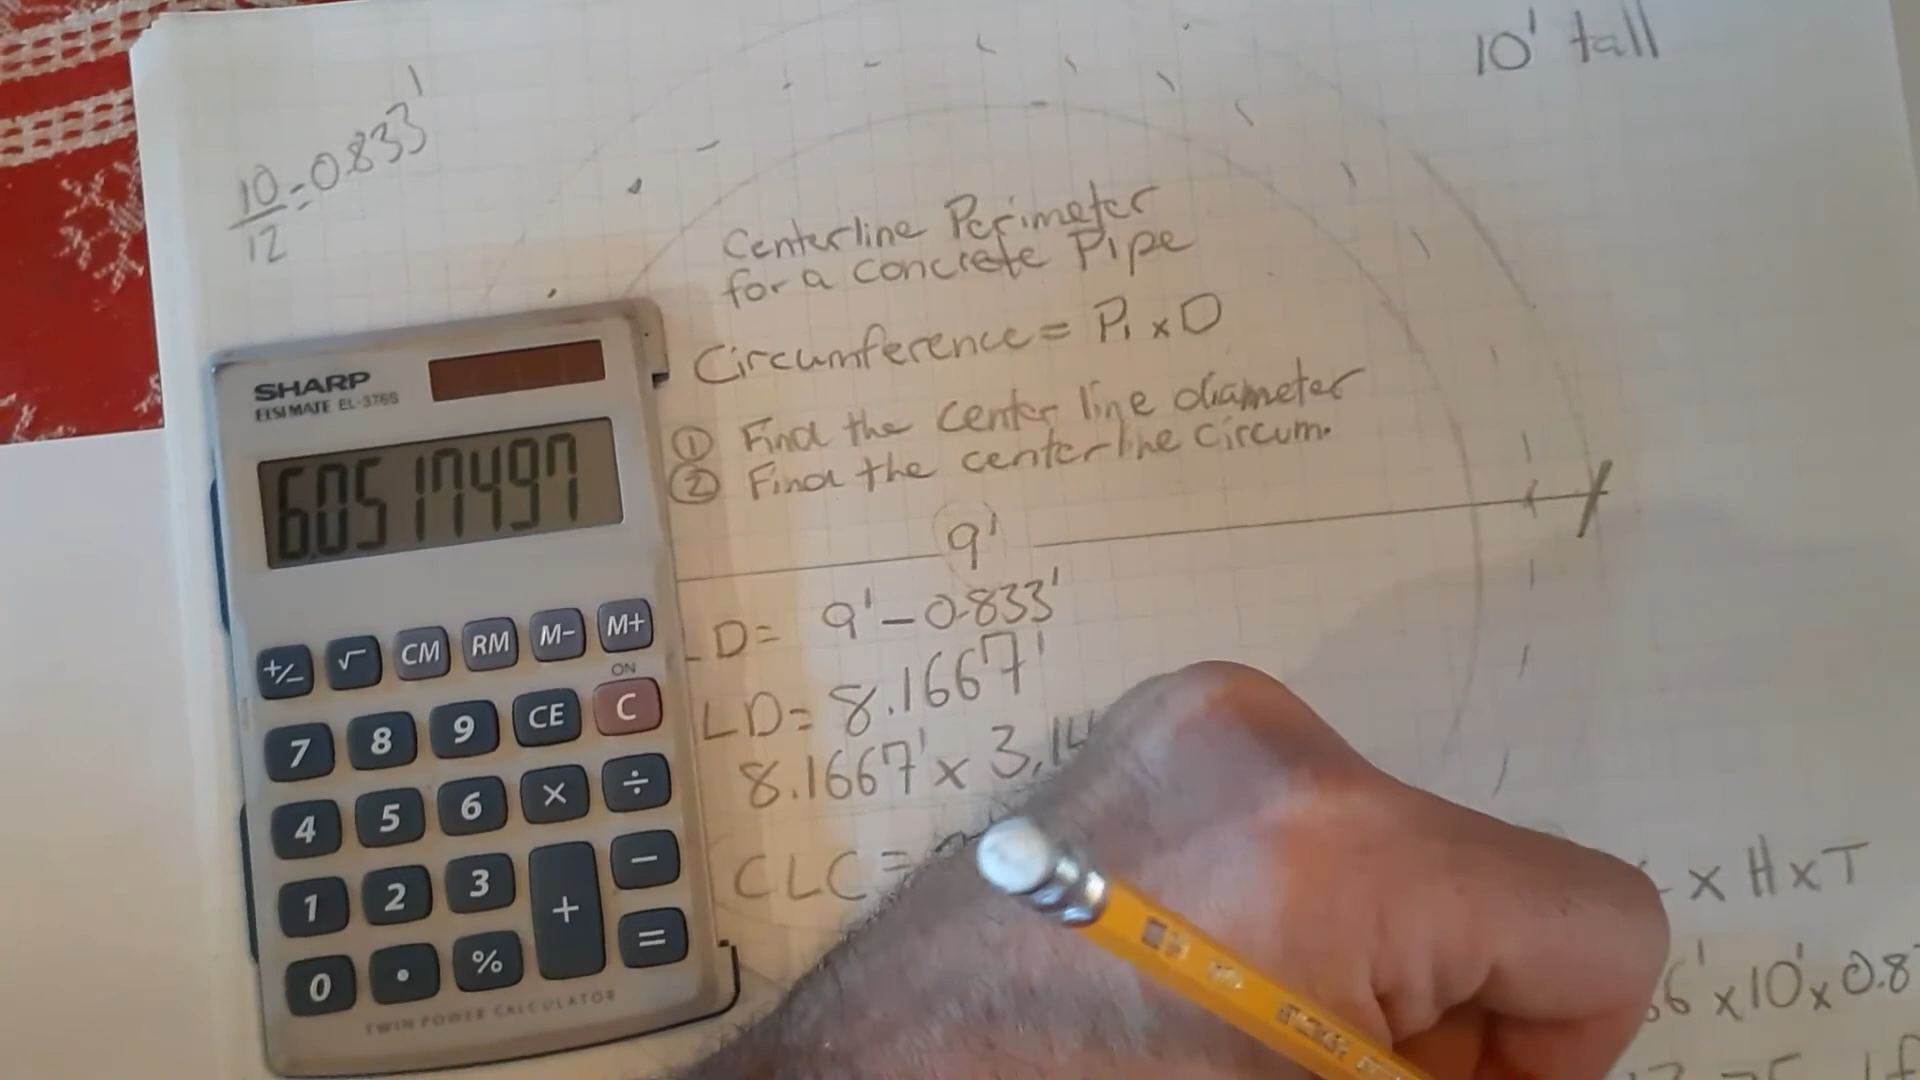 10' tall
10/12=0.833'
Centerline Perimeter
for a concrete Pipe
Circumference = Pi x D
① Find the center line diameter
② Find the centerline circum.
9'
LD= 9'-0.833'
LD= 8.1667'
8.1667' x 3.14
CLC=
x H x T
6' x 10' x 0.8
SHARP
ELSI MATE EL-376S
6.0517497
+/− √ CM RM M− M+
ON
7 8 9 CE C
4 5 6 × ÷
1 2 3 + −
0 • % =
TWIN POWER CALCULATOR